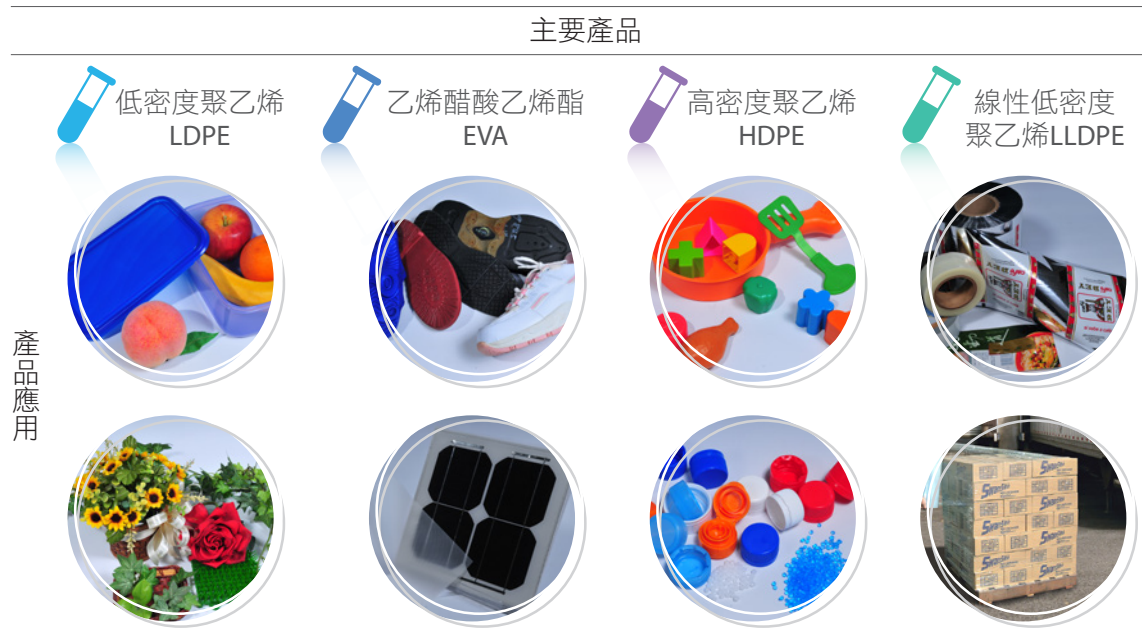 主要產品
低密度聚乙烯
LDPE
乙烯醋酸乙烯酯
EVA
高密度聚乙烯
HDPE
線性低密度
聚乙烯LLDPE
產品應用